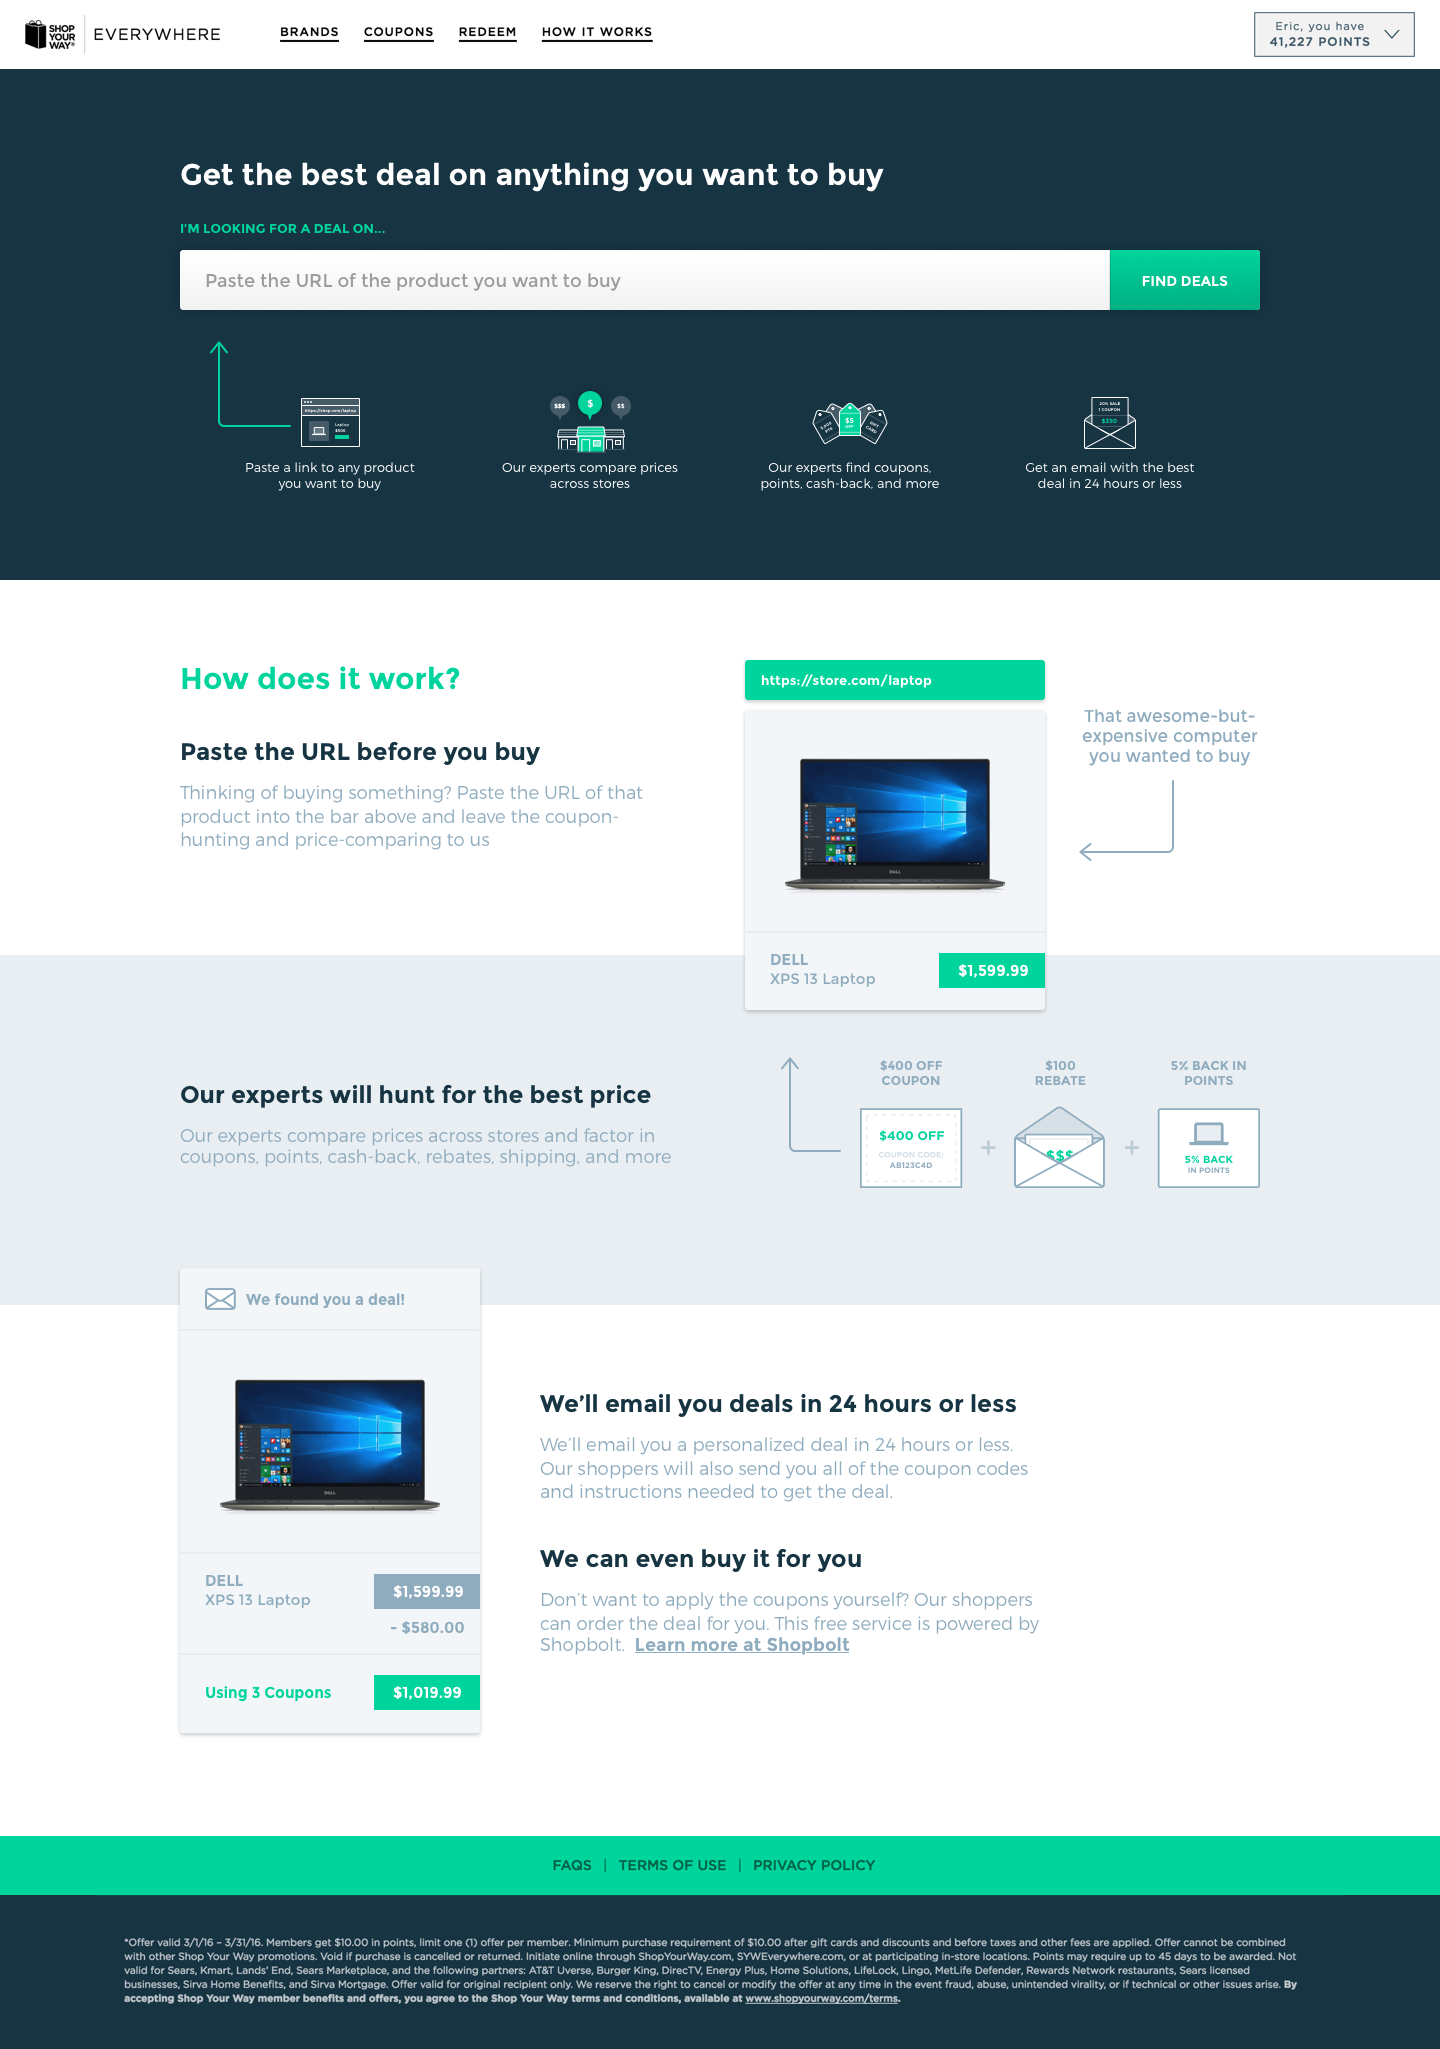 SHOP
YOUR
WAY®
EVERYWHERE
BRANDS
COUPONS
REDEEM
HOW IT WORKS
Eric, you have
41,227 POINTS
Get the best deal on anything you want to buy
I'M LOOKING FOR A DEAL ON...
Paste the URL of the product you want to buy
FIND DEALS
https://shop.com/laptop
Laptop
$500
$$$
$
$$
$5
OFF
GIFT
CARD
20% SALE
1 COUPON
$350
Paste a link to any product
you want to buy
Our experts compare prices
across stores
Our experts find coupons,
points, cash-back, and more
Get an email with the best
deal in 24 hours or less
How does it work?
https://store.com/laptop
Paste the URL before you buy
Thinking of buying something? Paste the URL of that
product into the bar above and leave the coupon-
hunting and price-comparing to us
That awesome-but-
expensive computer
you wanted to buy
DELL
DELL
XPS 13 Laptop
$1,599.99
Our experts will hunt for the best price
Our experts compare prices across stores and factor in
coupons, points, cash-back, rebates, shipping, and more
$400 OFF
COUPON
$100
REBATE
5% BACK IN
POINTS
$400 OFF
COUPON CODE:
AB123C4D
+
$$$
+
5% BACK
IN POINTS
We found you a deal!
DELL
DELL
XPS 13 Laptop
$1,599.99
- $580.00
Using 3 Coupons
$1,019.99
We'll email you deals in 24 hours or less
We'll email you a personalized deal in 24 hours or less.
Our shoppers will also send you all of the coupon codes
and instructions needed to get the deal.
We can even buy it for you
Don't want to apply the coupons yourself? Our shoppers
can order the deal for you. This free service is powered by
Shopbolt. Learn more at Shopbolt
FAQS | TERMS OF USE | PRIVACY POLICY
*Offer valid 3/1/16 – 3/31/16. Members get $10.00 in points, limit one (1) offer per member. Minimum purchase requirement of $10.00 after gift cards and discounts and before taxes and other fees are applied. Offer cannot be combined
with other Shop Your Way promotions. Void if purchase is cancelled or returned. Initiate online through ShopYourWay.com, SYWEverywhere.com, or at participating in-store locations. Points may require up to 45 days to be awarded. Not
valid for Sears, Kmart, Lands' End, Sears Marketplace, and the following partners: AT&T Uverse, Burger King, DirecTV, Energy Plus, Home Solutions, LifeLock, Lingo, MetLife Defender, Rewards Network restaurants, Sears licensed
businesses, Sirva Home Benefits, and Sirva Mortgage. Offer valid for original recipient only. We reserve the right to cancel or modify the offer at any time in the event fraud, abuse, unintended virality, or if technical or other issues arise. By
accepting Shop Your Way member benefits and offers, you agree to the Shop Your Way terms and conditions, available at www.shopyourway.com/terms.